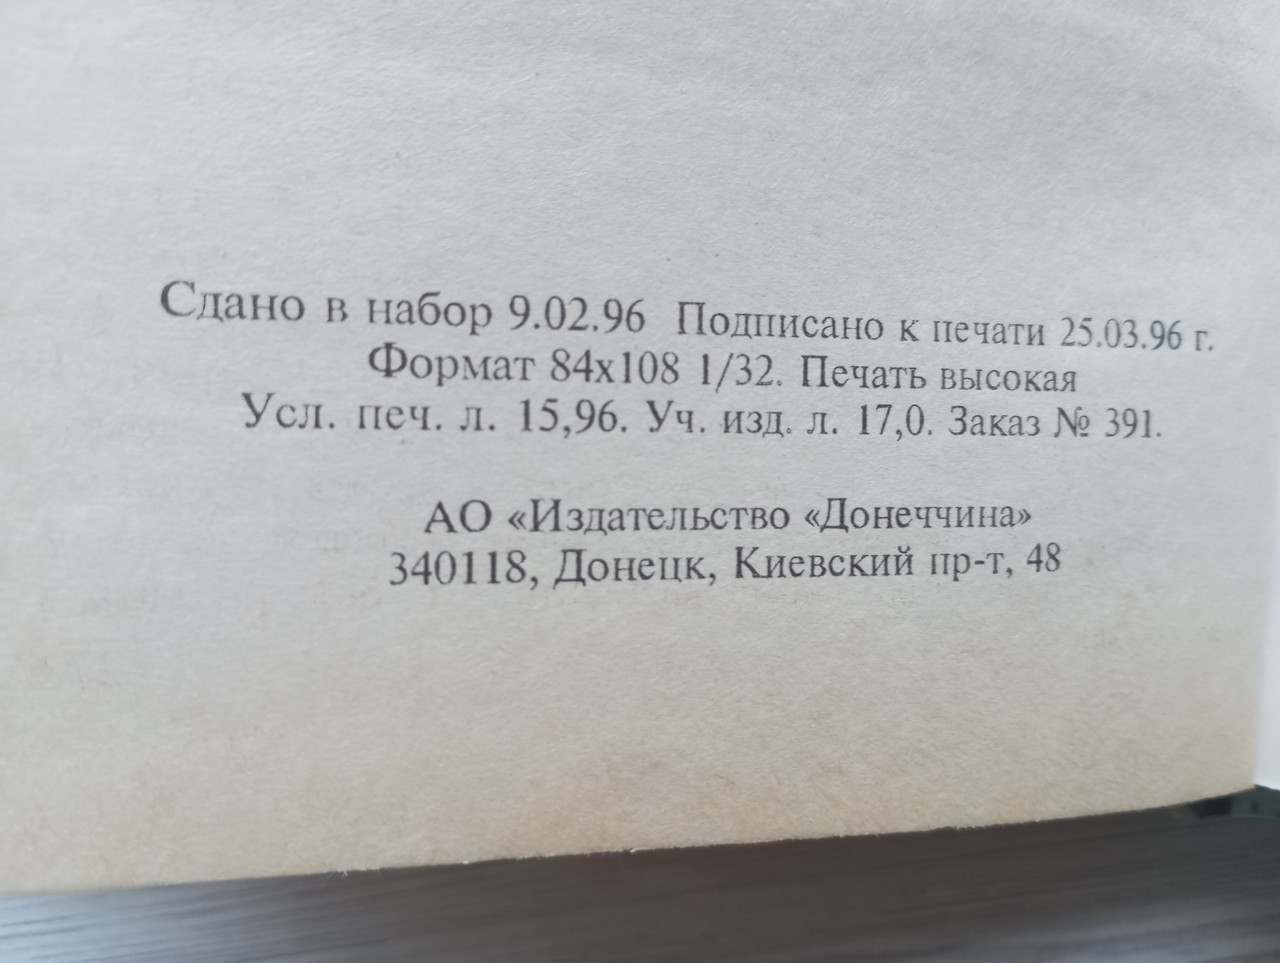 Сдано в набор 9.02.96 Подписано к печати 25.03.96 г.
Формат 84х108 1/32. Печать высокая
Усл. печ. л. 15,96. Уч. изд. л. 17,0. Заказ № 391.
АО «Издательство «Донеччина»
340118, Донецк, Киевский пр-т, 48